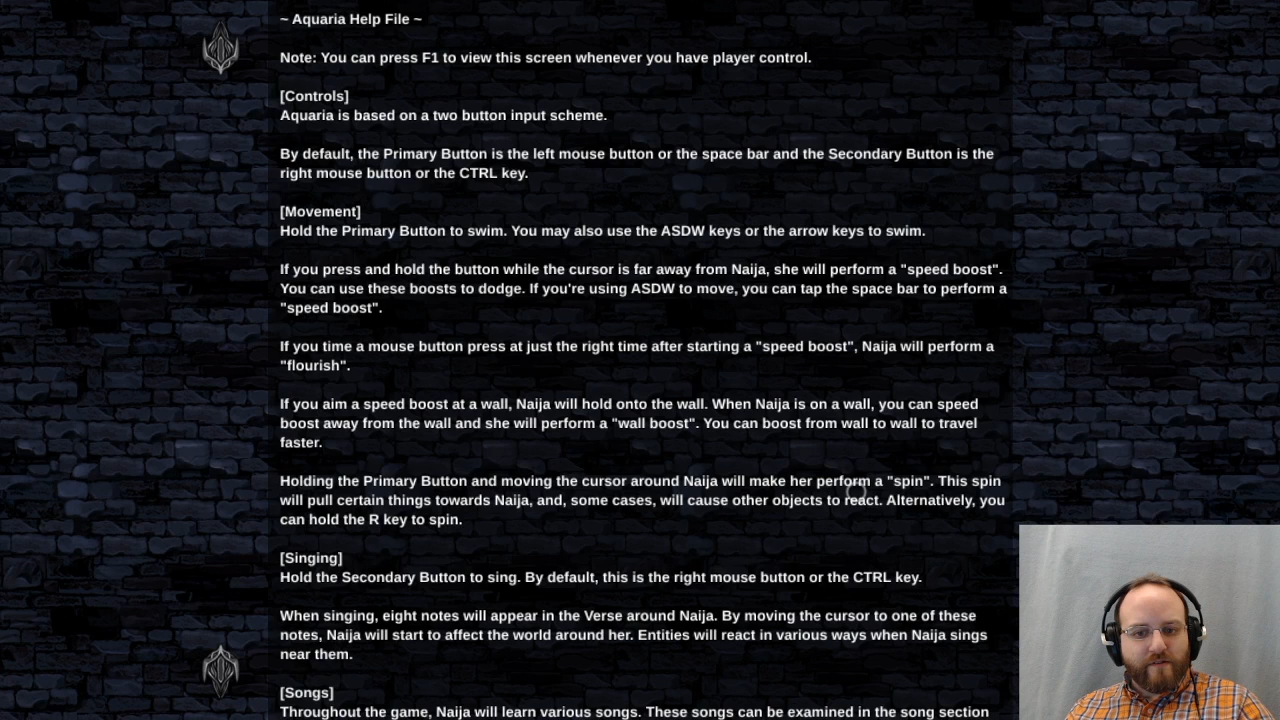 ~ Aquaria Help File ~
Note: You can press F1 to view this screen whenever you have player control.
[Controls]
Aquaria is based on a two button input scheme.
By default, the Primary Button is the left mouse button or the space bar and the Secondary Button is the
right mouse button or the CTRL key.
[Movement]
Hold the Primary Button to swim. You may also use the ASDW keys or the arrow keys to swim.
If you press and hold the button while the cursor is far away from Naija, she will perform a "speed boost".
You can use these boosts to dodge. If you're using ASDW to move, you can tap the space bar to perform a
"speed boost".
If you time a mouse button press at just the right time after starting a "speed boost", Naija will perform a
"flourish".
If you aim a speed boost at a wall, Naija will hold onto the wall. When Naija is on a wall, you can speed
boost away from the wall and she will perform a "wall boost". You can boost from wall to wall to travel
faster.
Holding the Primary Button and moving the cursor around Naija will make her perform a "spin". This spin
will pull certain things towards Naija, and, some cases, will cause other objects to react. Alternatively, you
can hold the R key to spin.
[Singing]
Hold the Secondary Button to sing. By default, this is the right mouse button or the CTRL key.
When singing, eight notes will appear in the Verse around Naija. By moving the cursor to one of these
notes, Naija will start to affect the world around her. Entities will react in various ways when Naija sings
near them.
[Songs]
Throughout the game, Naija will learn various songs. These songs can be examined in the song section